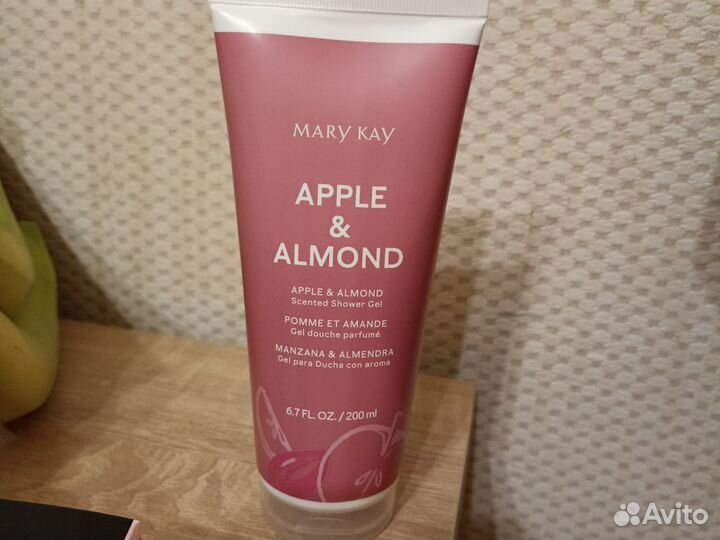 MARY KAY
APPLE
&
ALMOND
APPLE & ALMOND
Scented Shower Gel
POMME ET AMANDE
Gel douche parfumé
MANZANA & ALMENDRA
Gel para Ducha con aroma
6.7 FL. OZ. / 200 ml
Avito